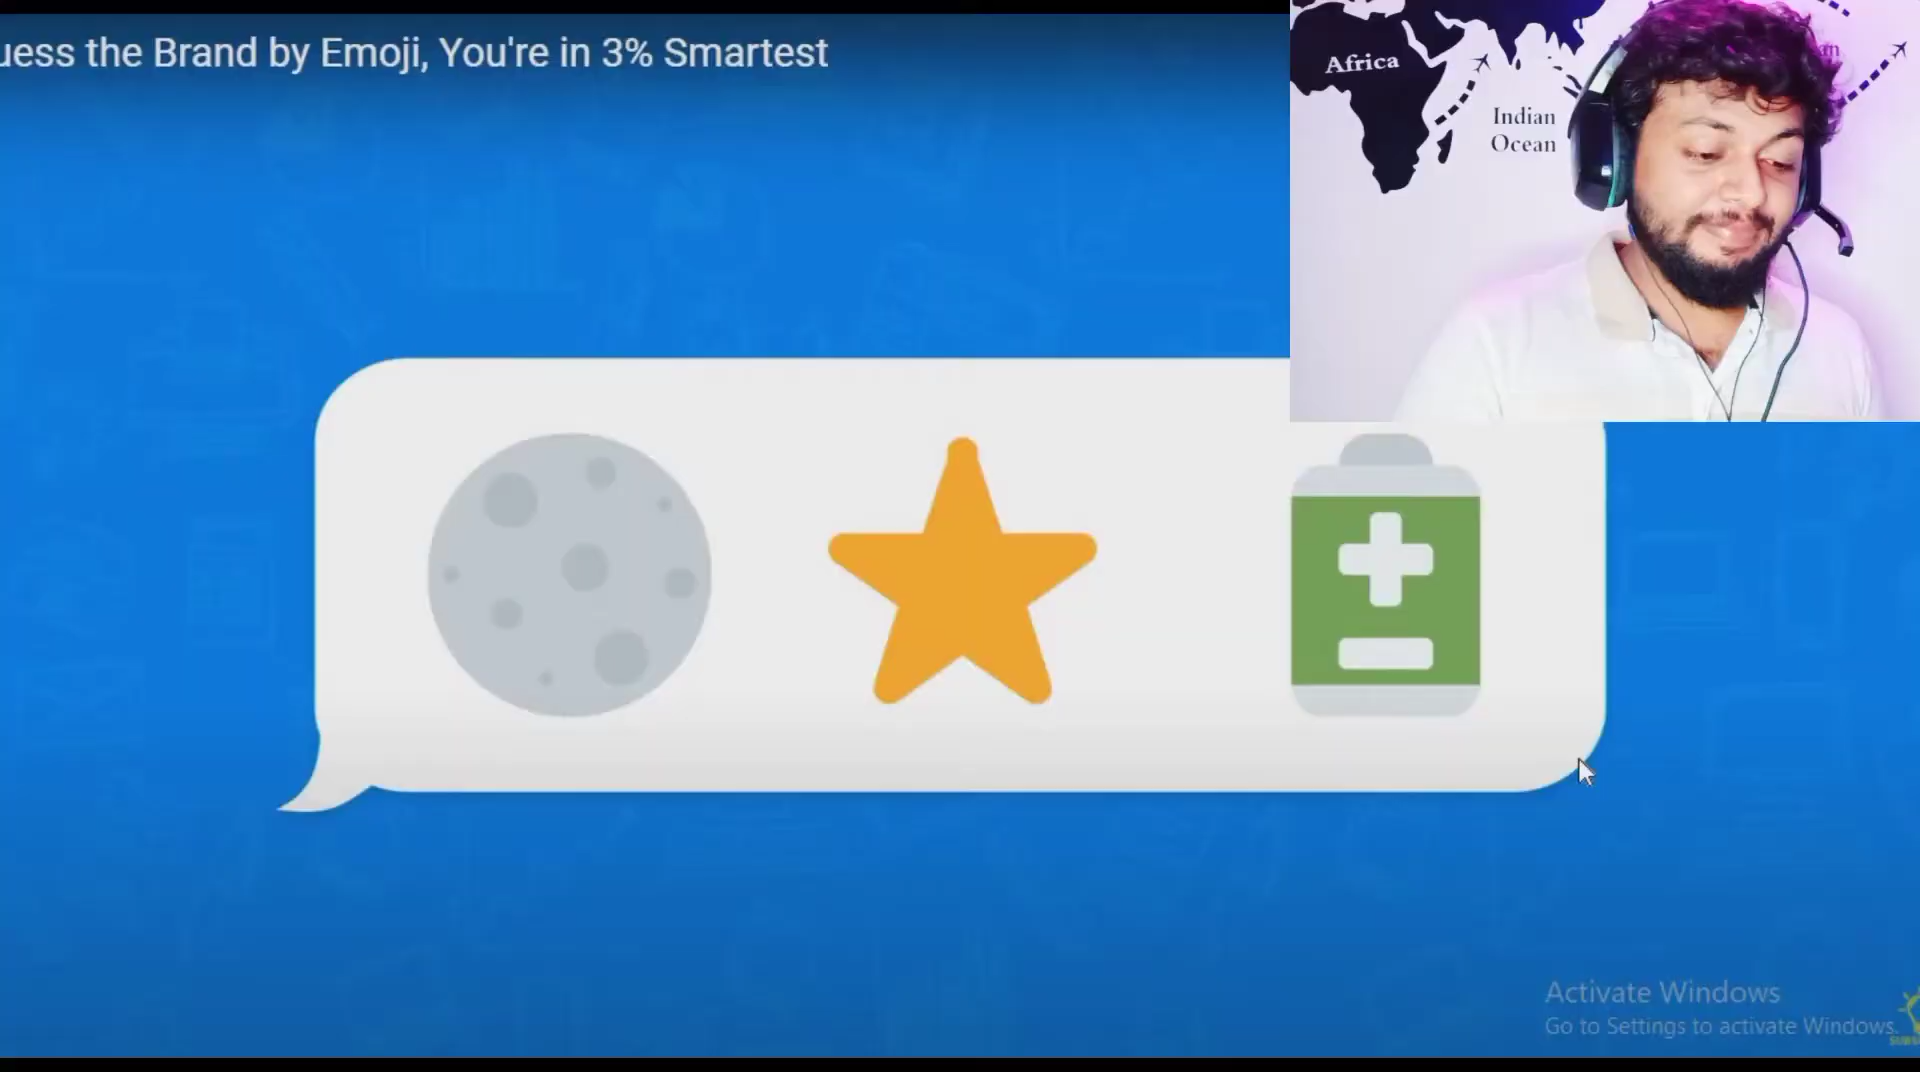 uess the Brand by Emoji, You're in 3% Smartest
Africa
Indian
Ocean
Activate Windows
Go to Settings to activate Windows.